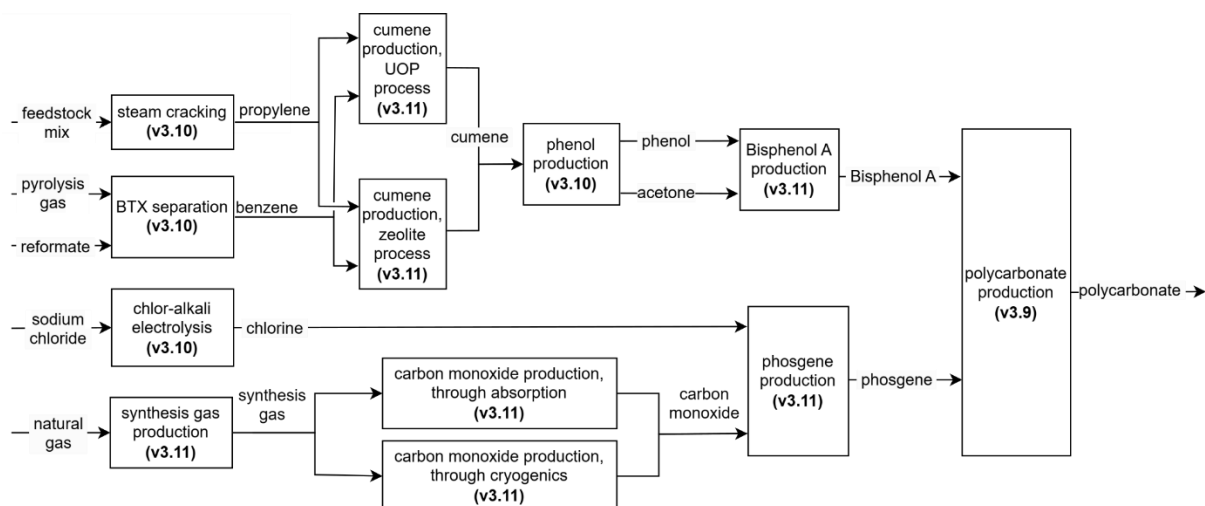 feedstock
mix
steam cracking
(v3.10)
propylene
cumene
production,
UOP
process
(v3.11)
pyrolysis
gas
reformate
BTX separation
(v3.10)
benzene
cumene
production,
zeolite
process
(v3.11)
cumene
phenol
production
(v3.10)
phenol
acetone
Bisphenol A
production
(v3.11)
Bisphenol A
sodium
chloride
chlor-alkali
electrolysis
(v3.10)
chlorine
natural
gas
synthesis gas
production
(v3.11)
synthesis
gas
carbon monoxide production,
through absorption
(v3.11)
carbon monoxide production,
through cryogenics
(v3.11)
carbon
monoxide
phosgene
production
(v3.11)
phosgene
polycarbonate
production
(v3.9)
polycarbonate